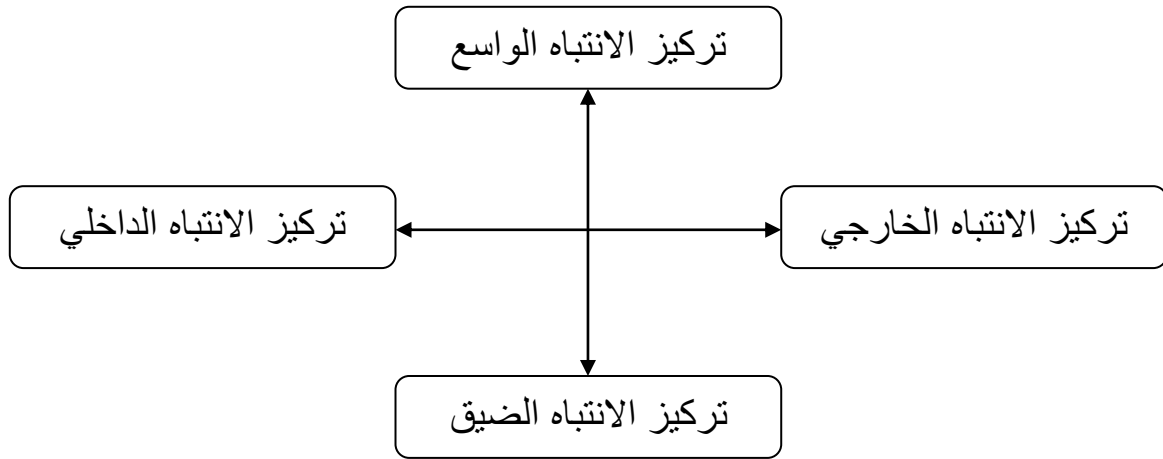 تركيز الانتباه الواسع
تركيز الانتباه الخارجي
تركيز الانتباه الداخلي
تركيز الانتباه الضيق